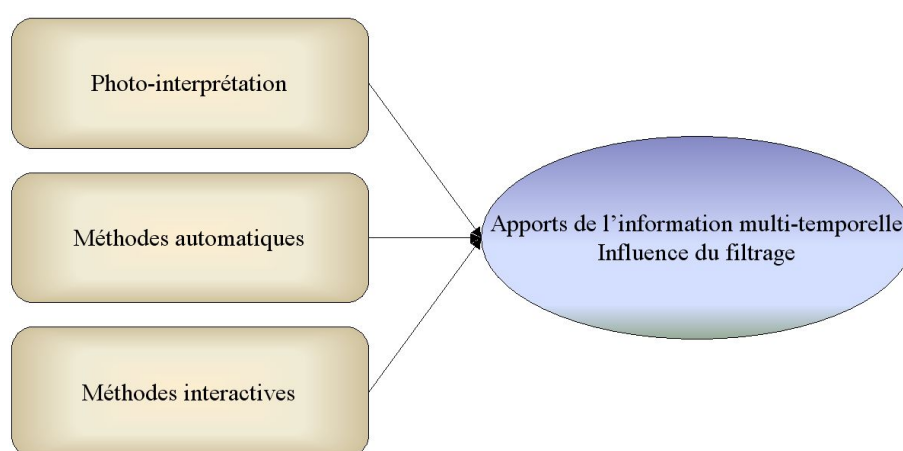 Photo-interprétation
Méthodes automatiques
Méthodes interactives
Apports de l’information multi-temporelle
Influence du filtrage